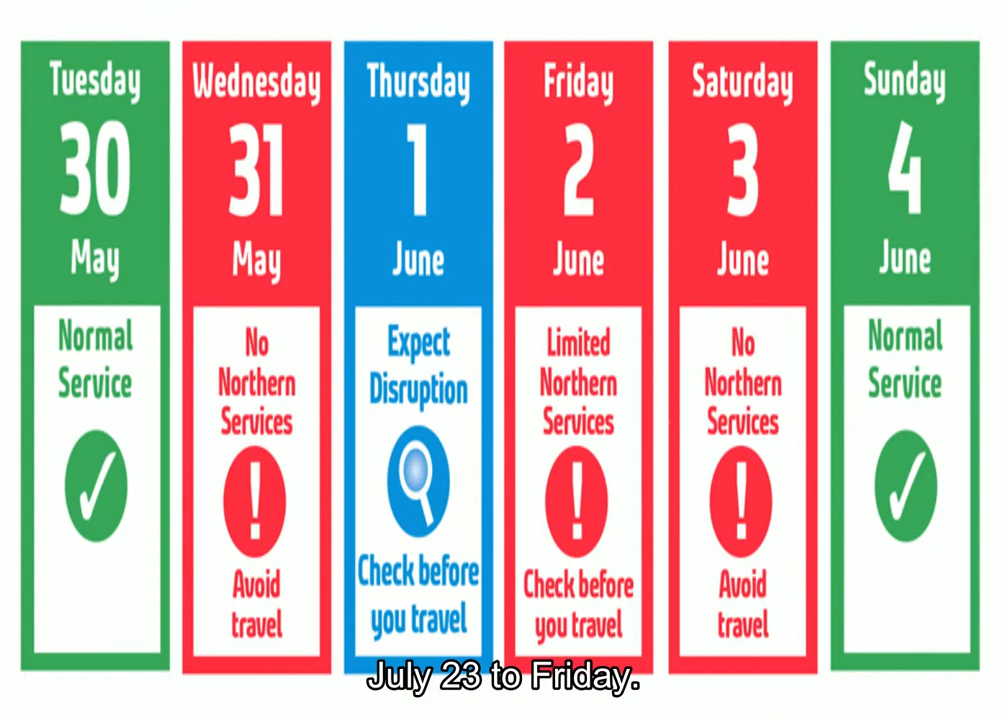 Tuesday
30
May
Normal
Service
Wednesday
31
May
No
Northern
Services
Avoid
travel
Thursday
1
June
Expect
Disruption
Check before
you travel
Friday
2
June
Limited
Northern
Services
Check before
you travel
Saturday
3
June
No
Northern
Services
Avoid
travel
Sunday
4
June
Normal
Service
July 23 to Friday.